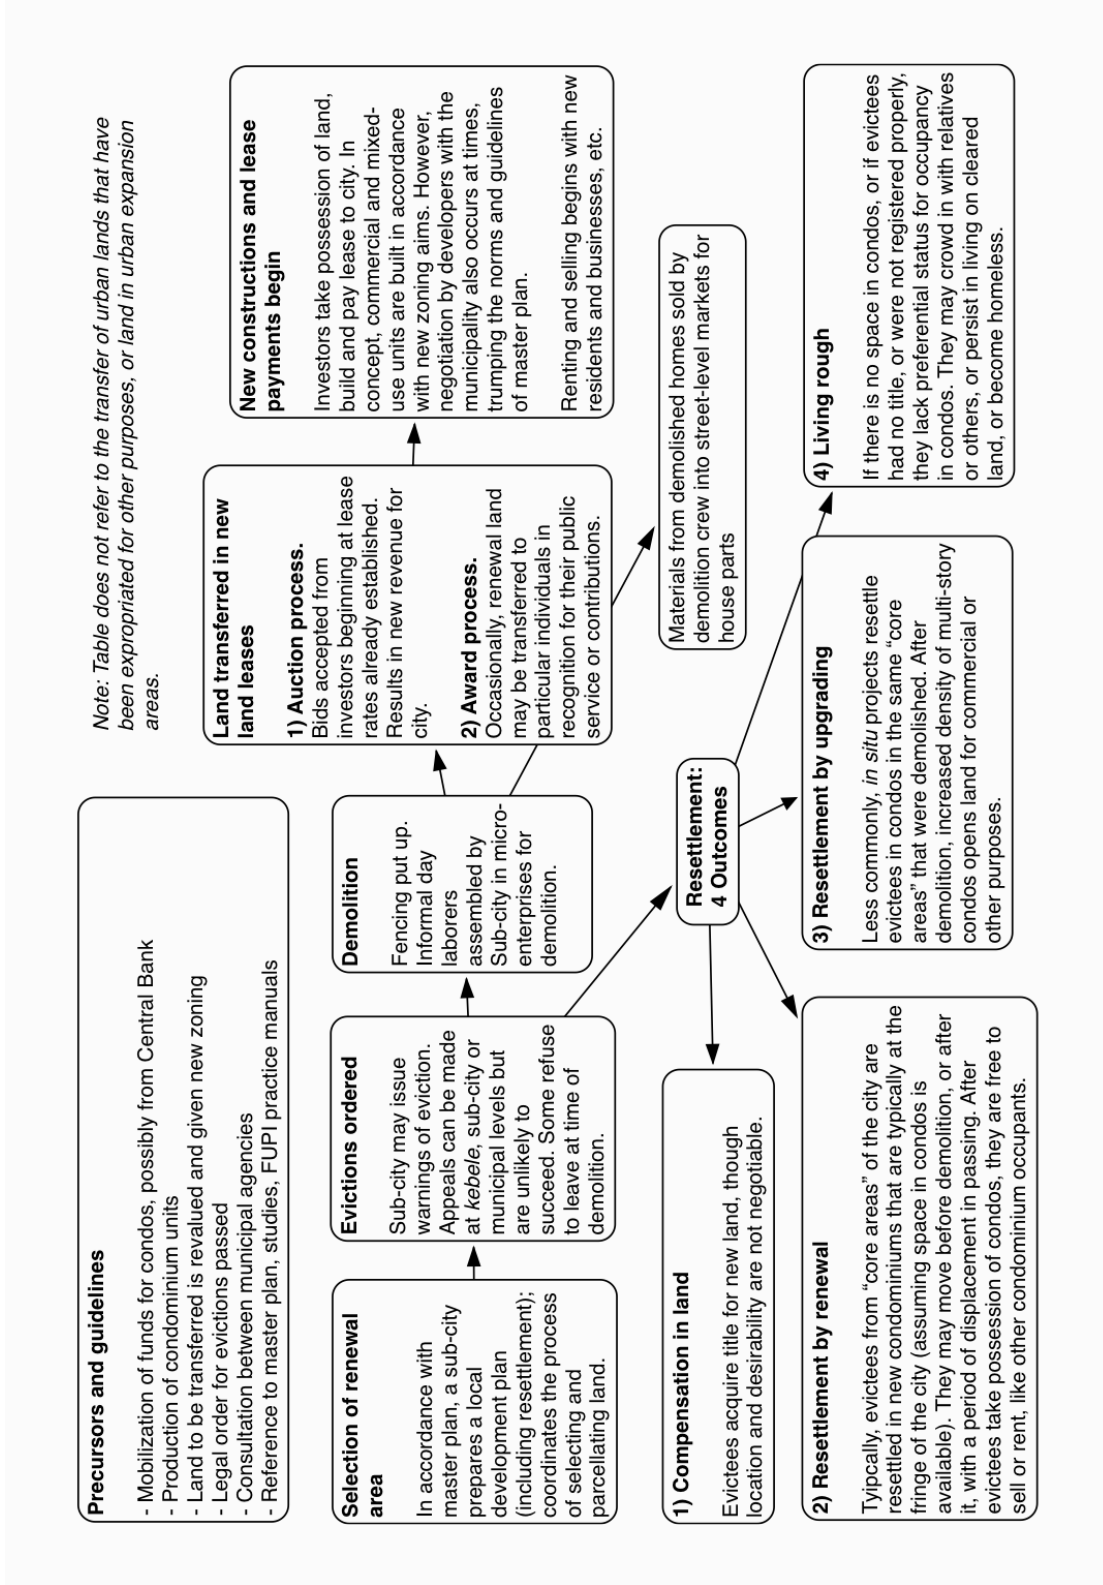 Note: Table does not refer to the transfer of urban lands that have
been expropriated for other purposes, or land in urban expansion
areas.
Precursors and guidelines
- Mobilization of funds for condos, possibly from Central Bank
- Production of condominium units
- Land to be transferred is revalued and given new zoning
- Legal order for evictions passed
- Consultation between municipal agencies
- Reference to master plan, studies, FUPI practice manuals
Selection of renewal
area
In accordance with
master plan, a sub-city
prepares a local
development plan
(including resettlement);
coordinates the process
of selecting and
parcellating land.
Evictions ordered
Sub-city may issue
warnings of eviction.
Appeals can be made
at kebele, sub-city or
municipal levels but
are unlikely to
succeed. Some refuse
to leave at time of
demolition.
Demolition
Fencing put up.
Informal day
laborers
assembled by
Sub-city in micro-
enterprises for
demolition.
Land transferred in new
land leases
1) Auction process.
Bids accepted from
investors beginning at lease
rates already established.
Results in new revenue for
city.
2) Award process.
Occasionally, renewal land
may be transferred to
particular individuals in
recognition for their public
service or contributions.
New constructions and lease
payments begin
Investors take possession of land,
build and pay lease to city. In
concept, commercial and mixed-
use units are built in accordance
with new zoning aims. However,
negotiation by developers with the
municipality also occurs at times,
trumping the norms and guidelines
of master plan.
Renting and selling begins with new
residents and businesses, etc.
Materials from demolished homes sold by
demolition crew into street-level markets for
house parts
Resettlement:
4 Outcomes
1) Compensation in land
Evictees acquire title for new land, though
location and desirability are not negotiable.
2) Resettlement by renewal
Typcally, evictees from “core areas” of the city are
resettled in new condominiums that are typically at the
fringe of the city (assuming space in condos is
available). They may move before demolition, or after
it, with a period of displacement in passing. After
evictees take possession of condos, they are free to
sell or rent, like other condominium occupants.
3) Resettlement by upgrading
Less commonly, in situ projects resettle
evictees in condos in the same “core
areas” that were demolished. After
demolition, increased density of multi-story
condos opens land for commercial or
other purposes.
4) Living rough
If there is no space in condos, or if evictees
had no title, or were not registered properly,
they lack preferential status for occupancy
in condos. They may crowd in with relatives
or others, or persist in living on cleared
land, or become homeless.